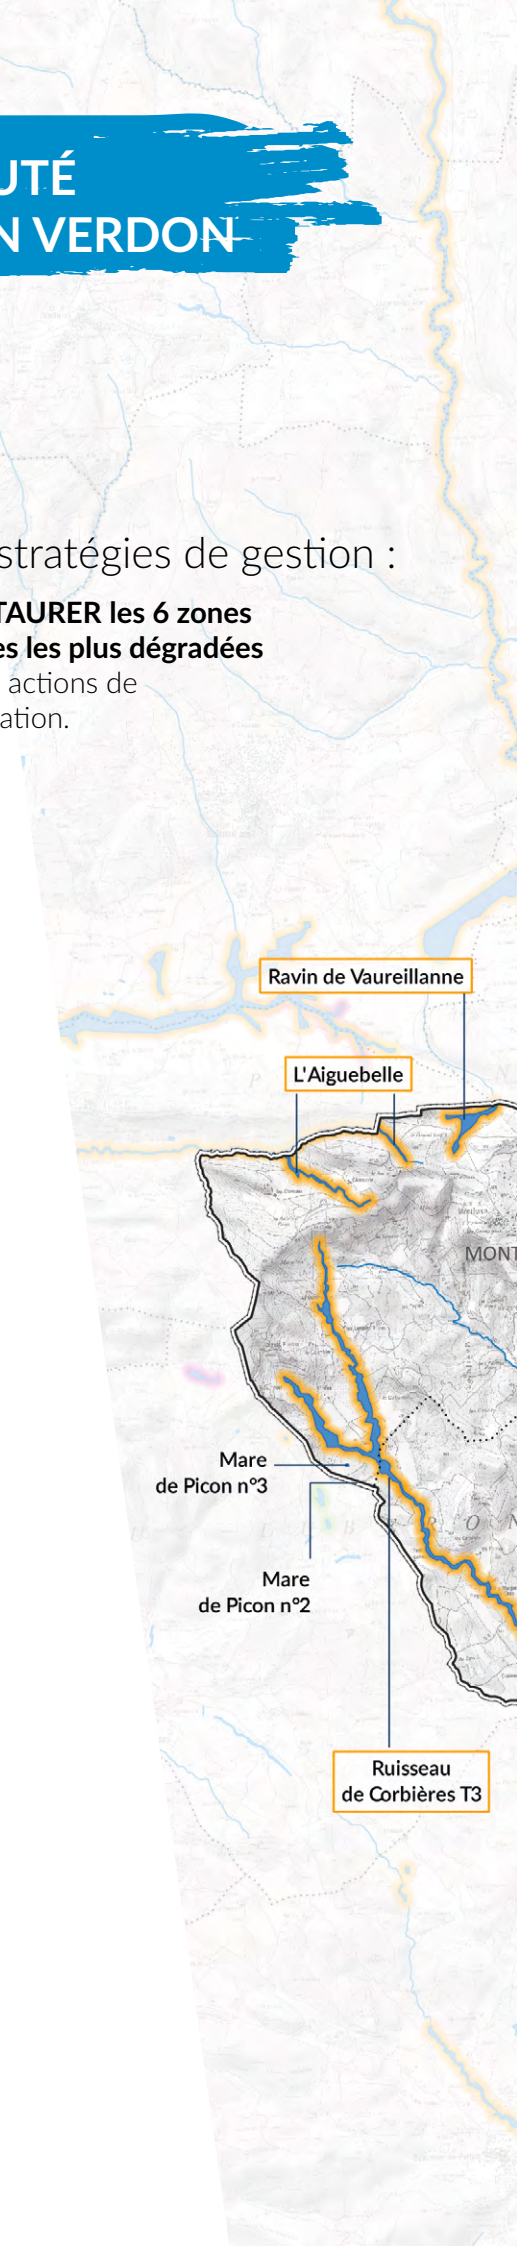 UTÉ
N VERDON
stratégies de gestion :
TAURER les 6 zones
es les plus dégradées
actions de
ation.
Ravin de Vaureillanne
L'Aiguebelle
MONT
Mare
de Picon n°3
Mare
de Picon n°2
L U B E R O N
Ruisseau
de Corbières T3